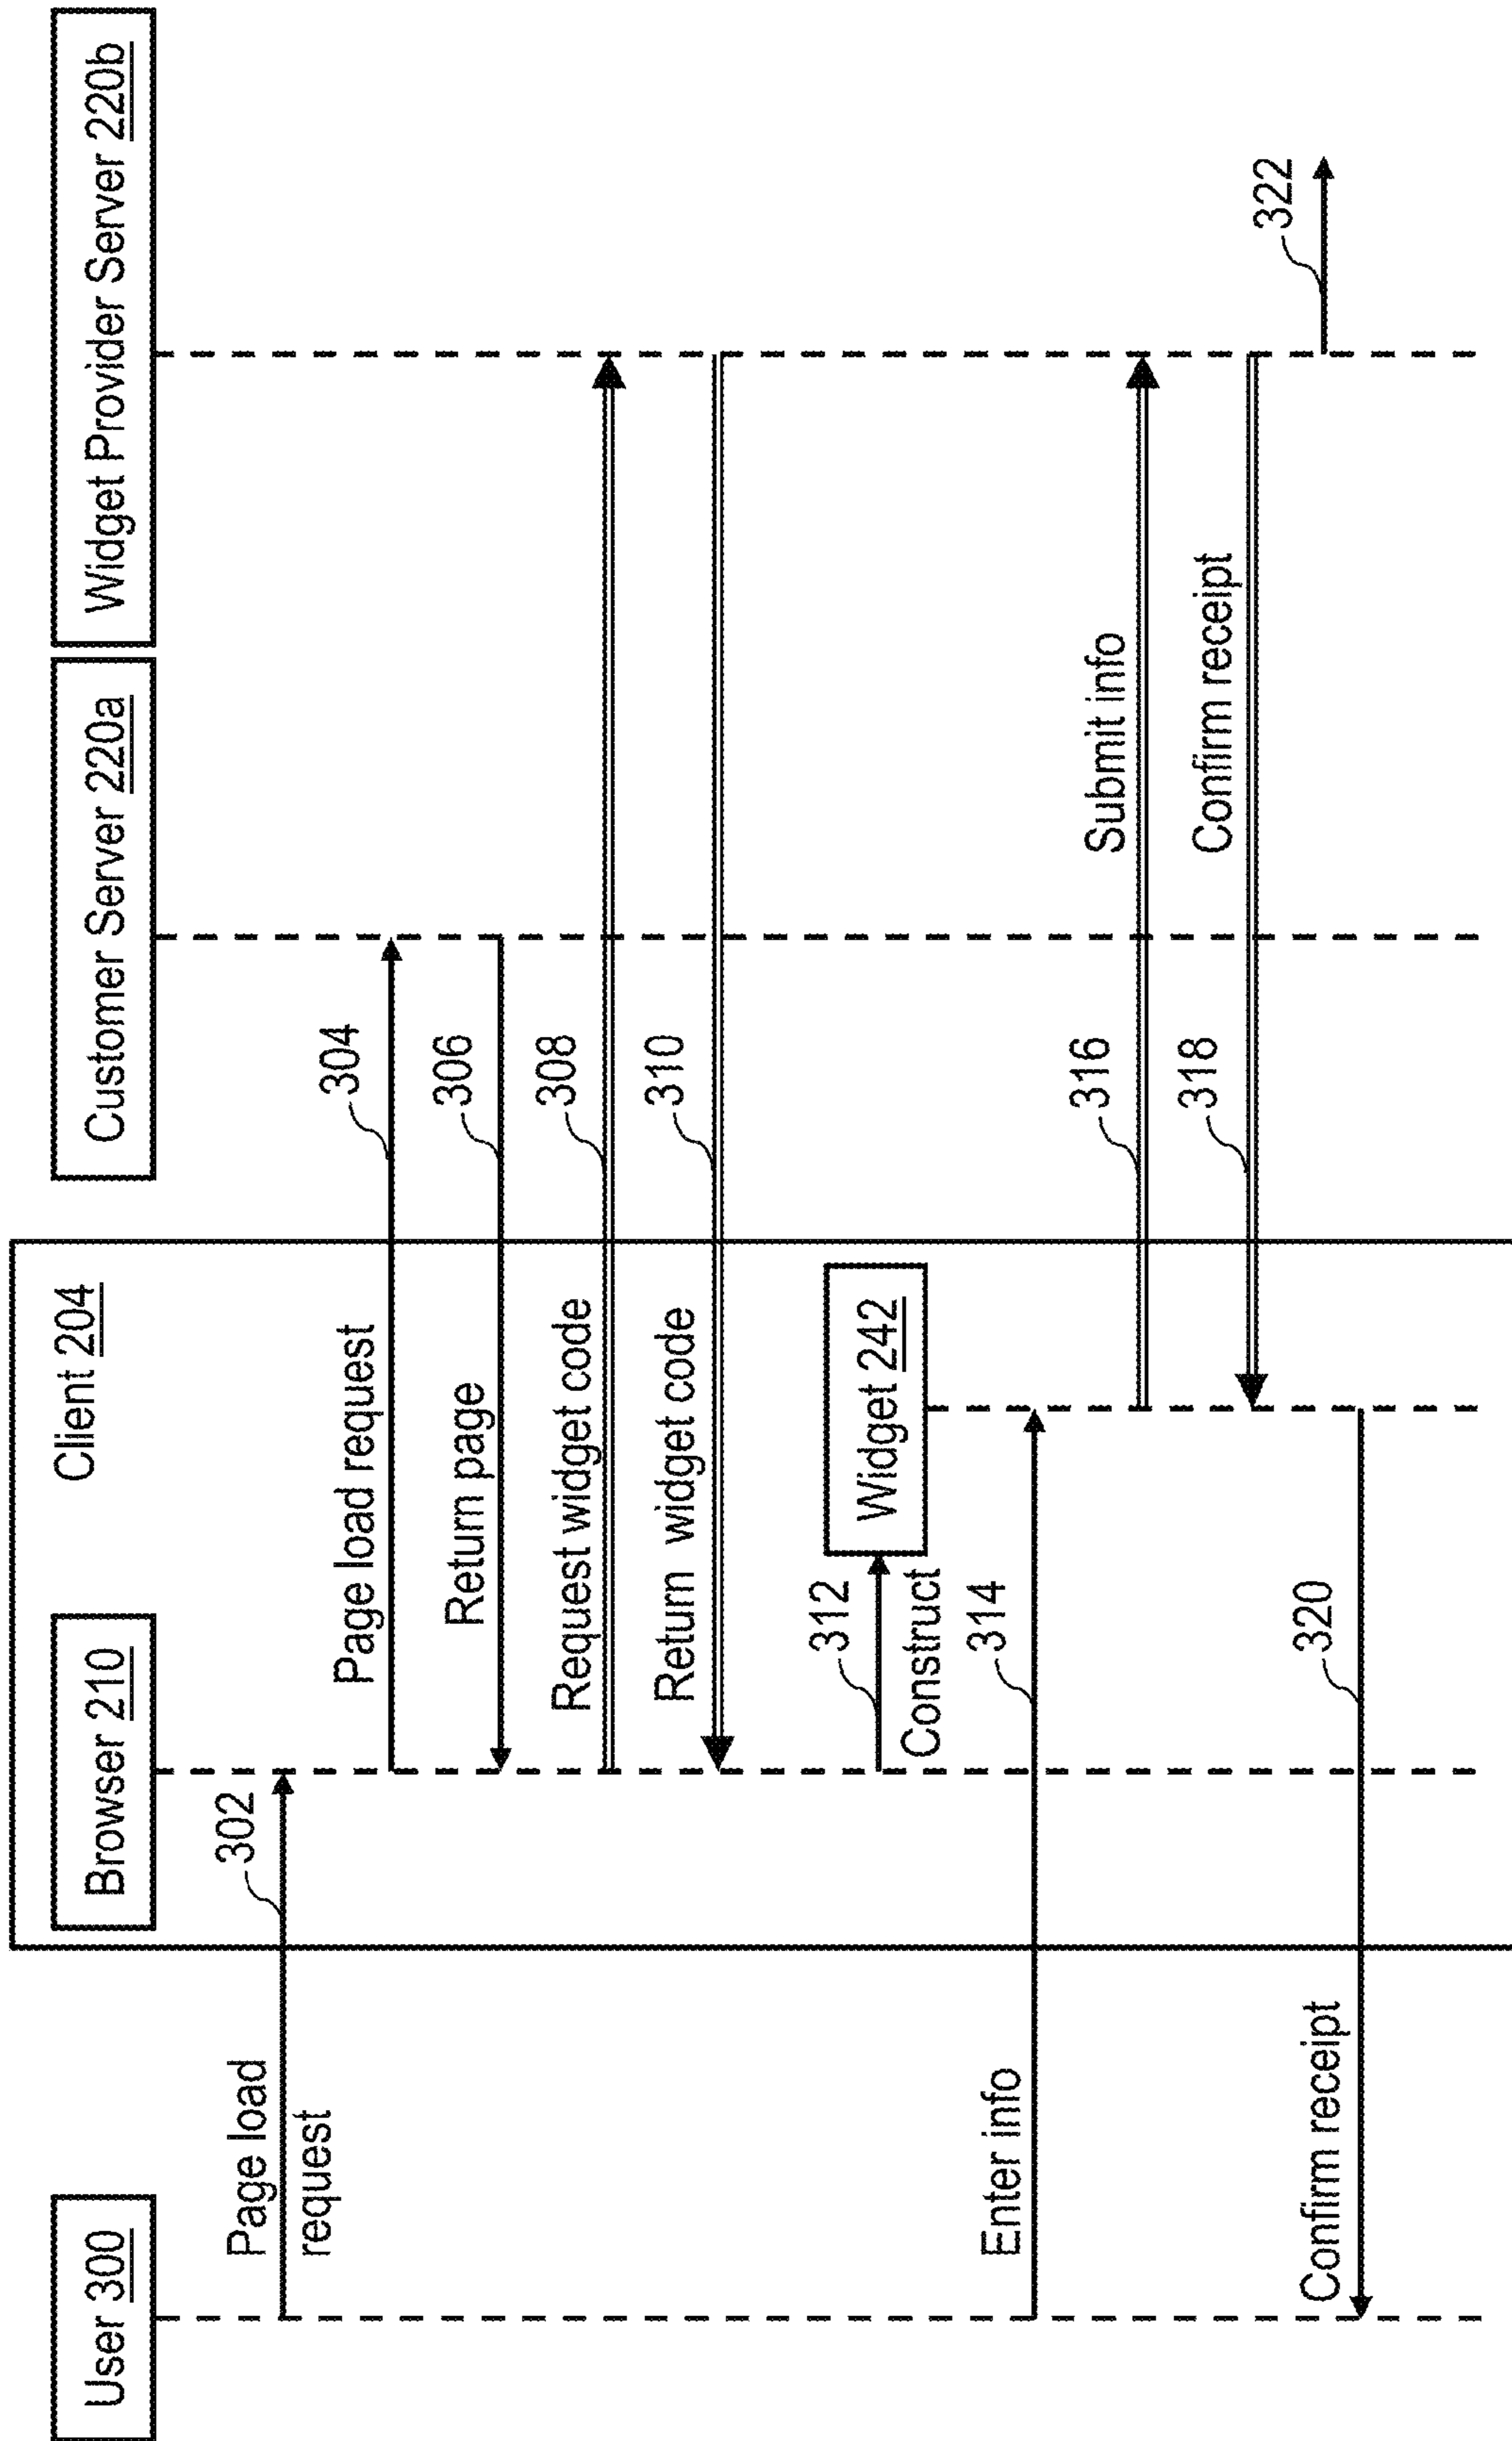 User 300
Browser 210
Client 204
Customer Server 220a
Widget Provider Server 220b
Page load
request
302
Page load request
304
Return page
306
Request widget code
308
Return widget code
310
312
Construct
Widget 242
Enter info
314
316
Submit info
318
Confirm receipt
322
Confirm receipt
320